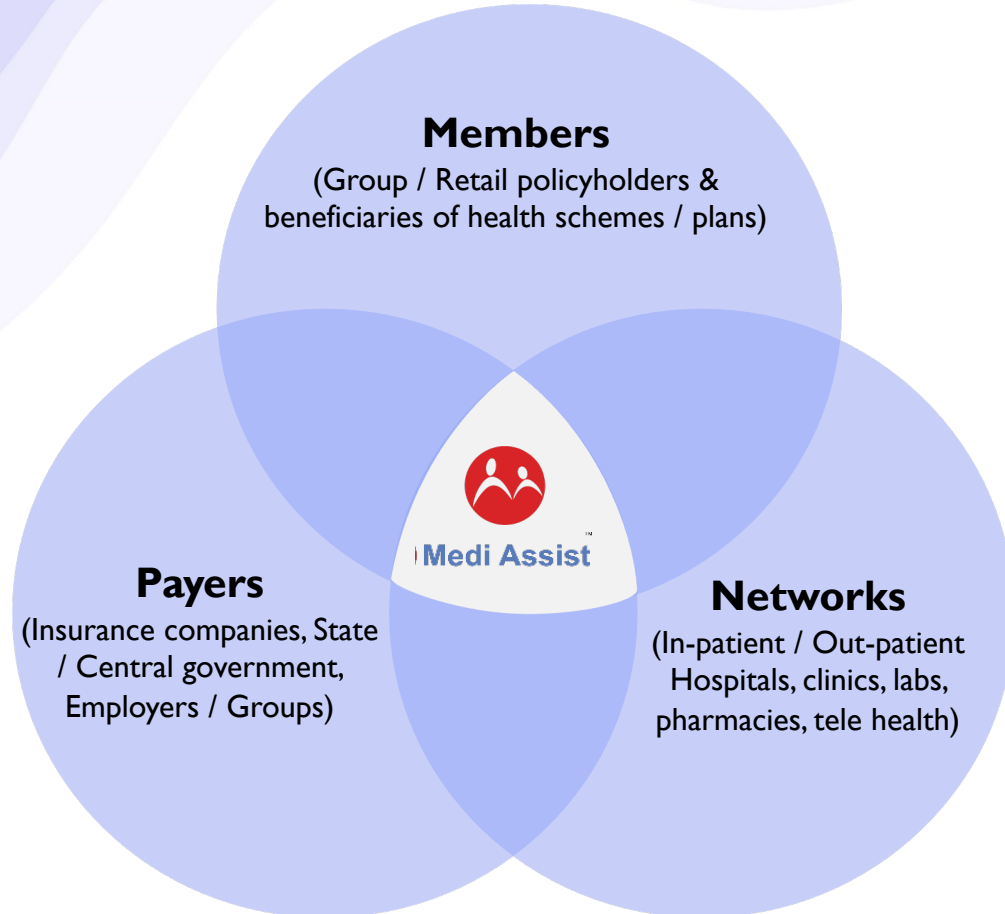 Members
(Group / Retail policyholders &
beneficiaries of health schemes / plans)
Medi Assist™
Payers
(Insurance companies, State
/ Central government,
Employers / Groups)
Networks
(In-patient / Out-patient
Hospitals, clinics, labs,
pharmacies, tele health)